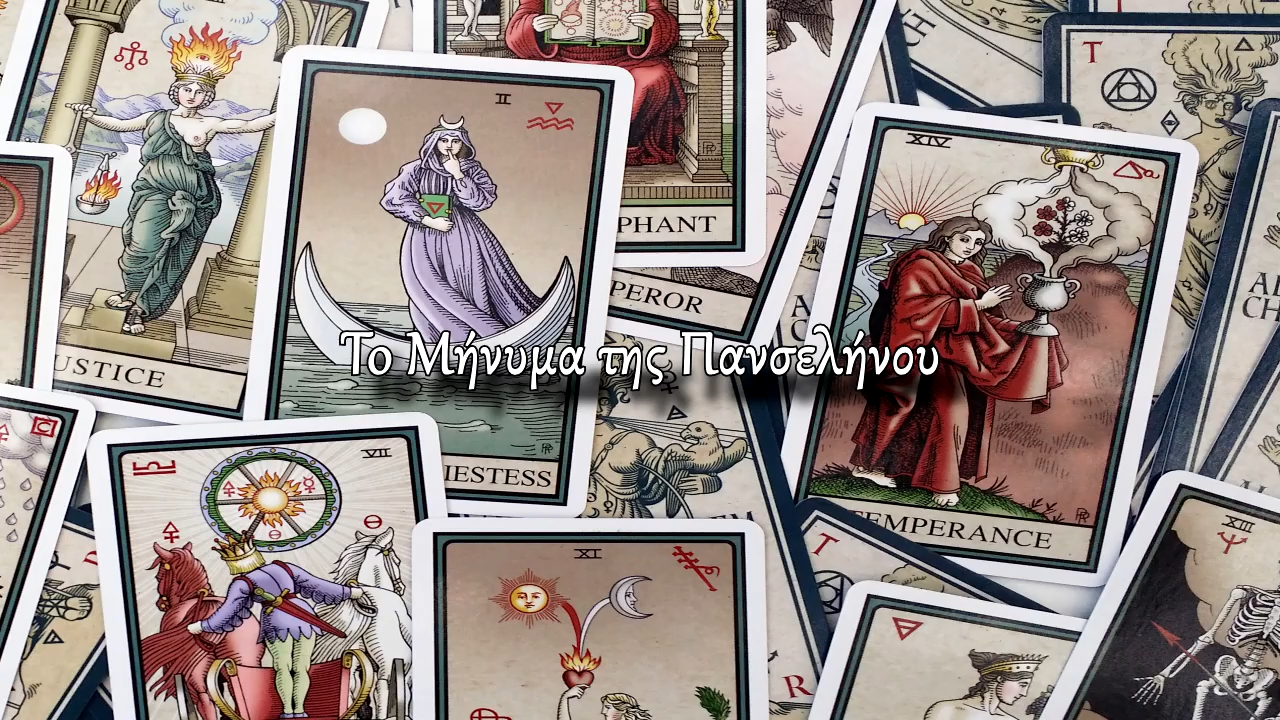 T
II
XIV
PHANT
PEROR
Το Μήνυμα της Πανσελήνου
USTICE
IESTESS
VII
TEMPERANCE
XI
T
XIII
R